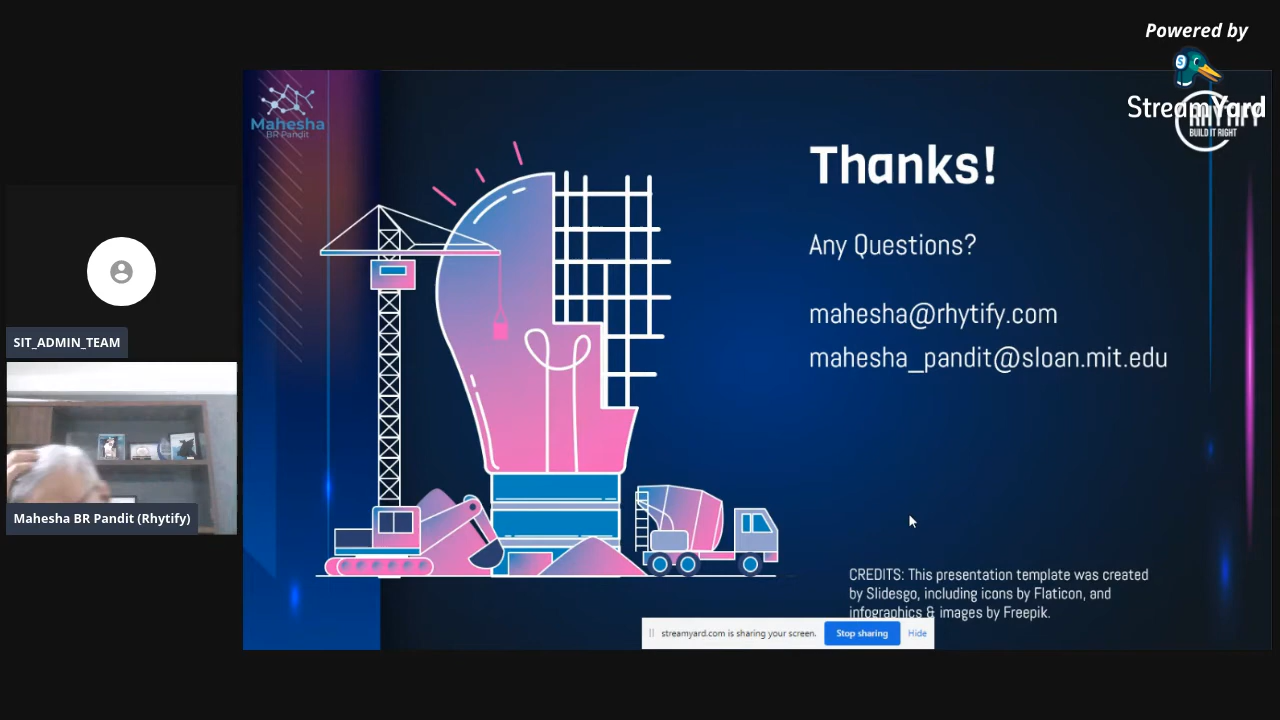 Powered by
StreamYard
RHYTIFY
BUILD IT RIGHT
Mahesha
BR Pandit
Thanks!
Any Questions?
mahesha@rhytify.com
mahesha_pandit@sloan.mit.edu
SIT_ADMIN_TEAM
Mahesha BR Pandit (Rhytify)
CREDITS: This presentation template was created
by Slidesgo, including icons by Flaticon, and
infographics & images by Freepik.
streamyard.com is sharing your screen.
Stop sharing
Hide